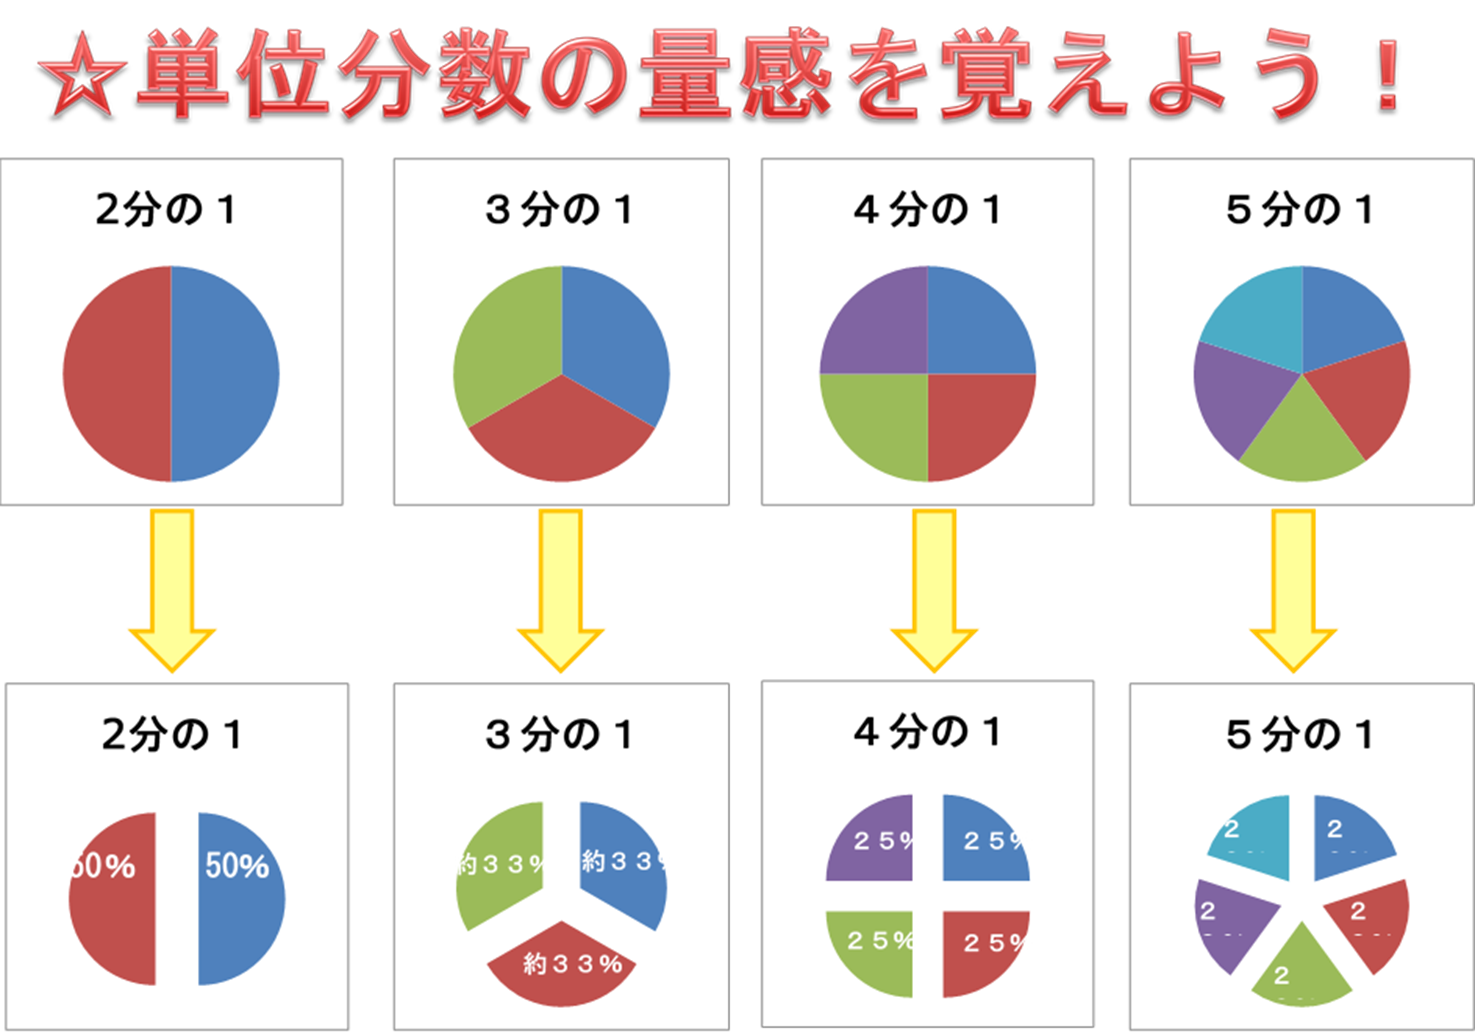 ☆単位分数の量感を覚えよう！
2分の１
３分の１
４分の１
５分の１
2分の１
３分の１
４分の１
５分の１
50%
50%
約３３%
約３３%
約３３%
２５%
２５%
２５%
２５%
２
２
２
２
２